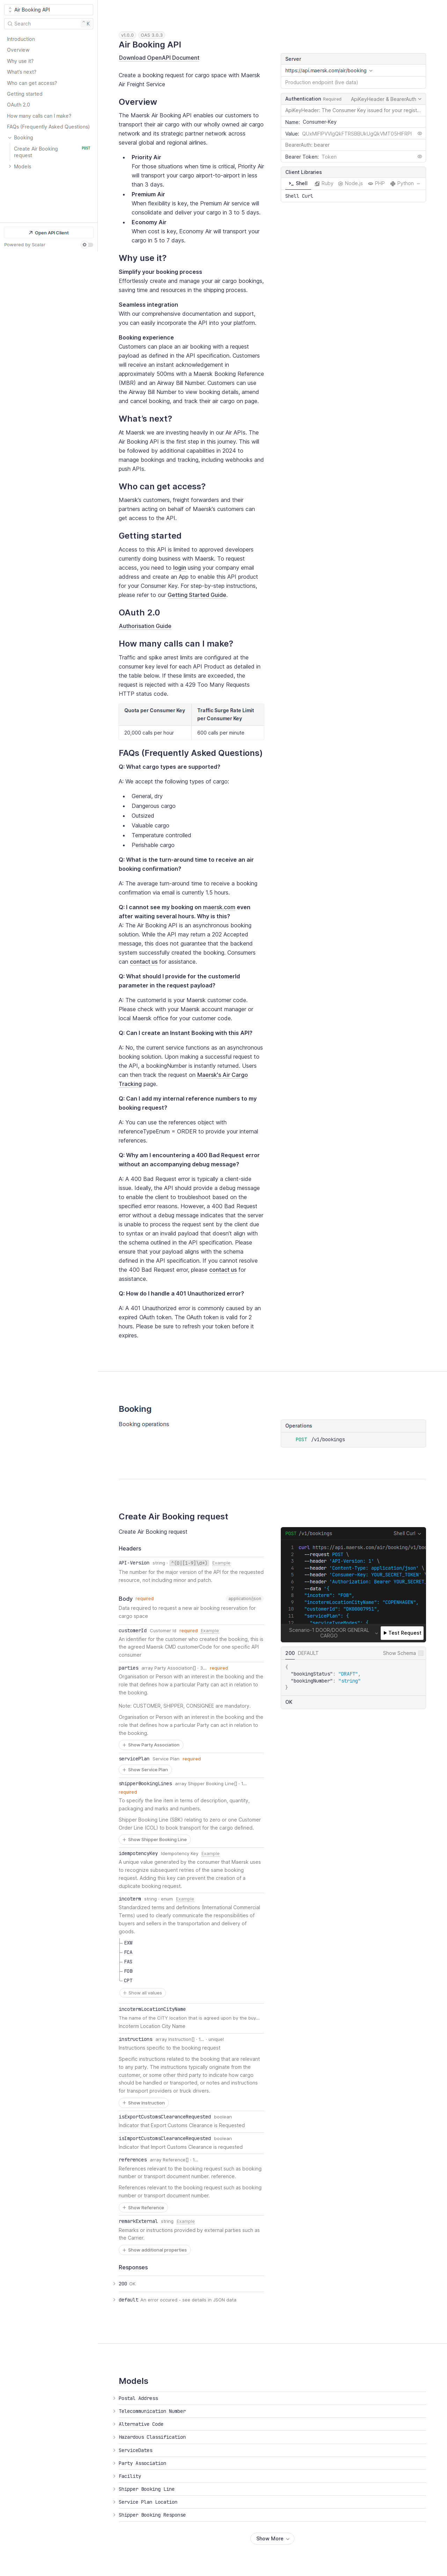 Air Booking API
Search
⌃ K
Introduction
Overview
Why use it?
What's next?
Who can get access?
Getting started
OAuth 2.0
How many calls can I make?
FAQs (Frequently Asked Questions)
Booking
Create Air Booking
request
POST
Models
Open API Client
Powered by Scalar
v1.0.0
OAS 3.0.3
Air Booking API
Download OpenAPI Document
Create a booking request for cargo space with Maersk
Air Freight Service
Overview
The Maersk Air Booking API enables our customers to
book airport-to-airport cargo with our wholly owned air
network and its strategic partner network across
several global corridors.
• Priority Air
For those situations when time is critical, Priority Air
will transport your cargo airport-to-airport in less
than 3 days.
• Premium Air
When flexibility is key, the Premium Air service will
consolidate and deliver your cargo in 3 to 5 days.
• Economy Air
When cost is key, Economy Air will transport your
cargo in 5 to 7 days.
Why use it?
Simplify your booking process
Effortlessly create and manage your air cargo bookings,
saving time and resources in the shipping process.
Seamless integration
With our comprehensive documentation and support,
you can easily incorporate the API into your platform.
Booking experience
Customers can place an air booking with a request
payload as defined in the API specification. Customers
will receive an instant acknowledgement in
approximately 500ms with a Maersk Booking Reference
(MBR) and an Airway Bill Number. Customers can use
the Airway Bill Number to view booking details, amend
and cancel booking, and track their air cargo on page.
What's next?
At Maersk we are investing heavily in our Air APIs. The
Air Booking API is the first step in this journey. This will
be followed by additional capabilities in 2024 to
manage bookings and tracking, including webhooks and
push APIs.
Who can get access?
Maersk's customers, freight forwarders and their
partners acting on behalf of Maersk's customers can
get access to the API.
Getting started
Access to this API is limited to approved developers
currently doing business with Maersk. To request
access, you need to login using your company email
address and create an App to enable this API product
for your Consumer Key. For step-by-step instructions,
please refer to our Getting Started Guide.
OAuth 2.0
Authorisation Guide
How many calls can I make?
Traffic and spike arrest limits are configured at the
consumer key level for each API Product as detailed in
the table below. If these limits are exceeded, the
request is rejected with a 429 Too Many Requests
HTTP status code.
Quota per Consumer Key
Traffic Surge Rate Limit
per Consumer Key
20,000 calls per hour
600 calls per minute
FAQs (Frequently Asked Questions)
Q: What cargo types are supported?
A: We accept the following types of cargo:
• General, dry
• Dangerous cargo
• Outsized
• Valuable cargo
• Temperature controlled
• Perishable cargo
Q: What is the turn-around time to receive an air
booking confirmation?
A: The average turn-around time to receive a booking
confirmation via email is currently 1.5 hours.
Q: I cannot see my booking on maersk.com even
after waiting several hours. Why is this?
A: The Air Booking API is an asynchronous booking
solution. While the API may return a 202 Accepted
message, this does not guarantee that the backend
system successfully created the booking. Consumers
can contact us for assistance.
Q: What should I provide for the customerId
parameter in the request payload?
A: The customerId is your Maersk customer code.
Please check with your Maersk account manager or
local Maersk office for your customer code.
Q: Can I create an Instant Booking with this API?
A: No, the current service functions as an asynchronous
booking solution. Upon making a successful request to
the API, a bookingNumber is instantly returned. Users
can then track the request on Maersk's Air Cargo
Tracking page.
Q: Can I add my internal reference numbers to my
booking request?
A: You can use the references object with
referenceTypeEnum = ORDER to provide your internal
references.
Q: Why am I encountering a 400 Bad Request error
without an accompanying debug message?
A: A 400 Bad Request error is typically a client-side
issue. Ideally, the API should provide a debug message
to enable the client to troubleshoot based on the
specified error reasons. However, a 400 Bad Request
error without a debug message indicates that the server
is unable to process the request sent by the client due
to syntax or an invalid payload that doesn't align with
the schema outlined in the API specification. Please
ensure that your payload aligns with the schema
defined in the API specification. If you cannot resolve
the 400 Bad Request error, please contact us for
assistance.
Q: How do I handle a 401 Unauthorized error?
A: A 401 Unauthorized error is commonly caused by an
expired OAuth token. The OAuth token is valid for 2
hours. Please be sure to refresh your token before it
expires.
Server
https://api.maersk.com/air/booking
Production endpoint (live data)
Authentication Required
ApiKeyHeader & BearerAuth
ApiKeyHeader: The Consumer Key issued for your regist...
Name: Consumer-Key
Value:
BearerAuth: bearer
Bearer Token: Token
Client Libraries
Shell
Ruby
Node.js
PHP
Python
Shell Curl
Booking
Booking operations
Operations
POST /v1/bookings
Create Air Booking request
Create Air Booking request
Headers
API-Version string · Example
The number for the major version of the API for the requested
resource, not including minor and patch.
Body required
application/json
Data required to request a new air booking reservation for
cargo space
customerId Customer Id required Example
An identifier for the customer who created the booking, this is
the agreed Maersk CMD customerCode for one specific API
consumer
parties array Party Association[] · 3… required
Organisation or Person with an interest in the booking and the
role that defines how a particular Party can act in relation to
the booking.
Note: CUSTOMER, SHIPPER, CONSIGNEE are mandatory.
Organisation or Person with an interest in the booking and the
role that defines how a particular Party can act in relation to
the booking.
Show Party Association
servicePlan Service Plan required
Show Service Plan
shipperBookingLines array Shipper Booking Line[] · 1…
required
To specify the line item in terms of description, quantity,
packaging and marks and numbers.
Shipper Booking Line (SBK) relating to zero or one Customer
Order Line (COL) to book transport for the cargo defined.
Show Shipper Booking Line
idempotencyKey Idempotency Key Example
A unique value generated by the consumer that Maersk uses
to recognize subsequent retries of the same booking
request. Adding this key can prevent the creation of a
duplicate booking request.
incoterm string · enum Example
Standardized terms and definitions (International Commercial
Terms) used to clearly communicate the responsibilities of
buyers and sellers in the transportation and delivery of
goods.
EXW
FCA
FAS
FOB
CPT
Show all values
incotermLocationCityName
The name of the CITY location that is agreed upon by the buy…
Incoterm Location City Name
instructions array Instruction[] · 1… · unique!
Instructions specific to the booking request
Specific instructions related to the booking that are relevant
to any party. The instructions typically originate from the
customer, or some other third party to indicate how cargo
should be handled or transported, or notes and instructions
for transport providers or truck drivers.
Show Instruction
isExportCustomsClearanceRequested boolean
Indicator that Export Customs Clearance is Requested
isImportCustomsClearanceRequested boolean
Indicator that Import Customs Clearance is requested
references array Reference[] · 1…
References relevant to the booking request such as booking
number or transport document number. reference.
References relevant to the booking request such as booking
number or transport document number.
Show Reference
remarkExternal string Example
Remarks or instructions provided by external parties such as
the Carrier.
Show additional properties
Responses
200 OK
default An error occured - see details in JSON data
POST /v1/bookings
Shell Curl
1 curl https://api.maersk.com/air/booking/v1/boo
2 --request POST \
3 --header 'API-Version: 1' \
4 --header 'Content-Type: application/json' \
5 --header 'Consumer-Key: YOUR_SECRET_TOKEN' \
6 --header 'Authorization: Bearer YOUR_SECRET_
7 --data '{
8 "incoterm": "FOB",
9 "incotermLocationCityName": "COPENHAGEN",
10 "customerId": "DK00007951",
11 "servicePlan": {
"serviceTypeModes": {
Scenario-1 DOOR/DOOR GENERAL
CARGO
Test Request
200 DEFAULT
Show Schema
{
"bookingStatus": "DRAFT",
"bookingNumber": "string"
}
OK
Models
Postal Address
Telecommunication Number
Alternative Code
Hazardous Classification
ServiceDates
Party Association
Facility
Shipper Booking Line
Service Plan Location
Shipper Booking Response
Show More